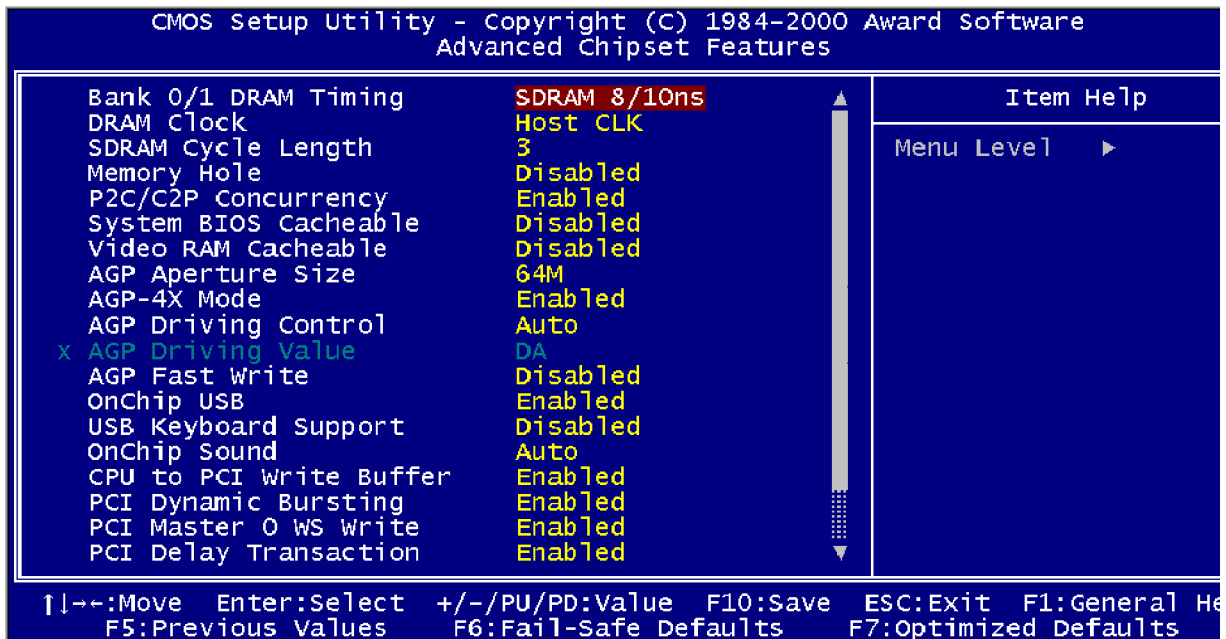 CMOS Setup Utility - Copyright (C) 1984-2000 Award Software
Advanced Chipset Features
Bank 0/1 DRAM Timing SDRAM 8/10ns
DRAM Clock Host CLK
SDRAM Cycle Length 3
Memory Hole Disabled
P2C/C2P Concurrency Enabled
System BIOS Cacheable Disabled
Video RAM Cacheable Disabled
AGP Aperture Size 64M
AGP-4X Mode Enabled
AGP Driving Control Auto
x AGP Driving Value DA
AGP Fast Write Disabled
OnChip USB Enabled
USB Keyboard Support Disabled
OnChip Sound Auto
CPU to PCI Write Buffer Enabled
PCI Dynamic Bursting Enabled
PCI Master 0 WS Write Enabled
PCI Delay Transaction Enabled
Item Help
Menu Level ►
↑↓→←:Move Enter:Select +/-/PU/PD:Value F10:Save ESC:Exit F1:General He
F5:Previous Values F6:Fail-Safe Defaults F7:Optimized Defaults